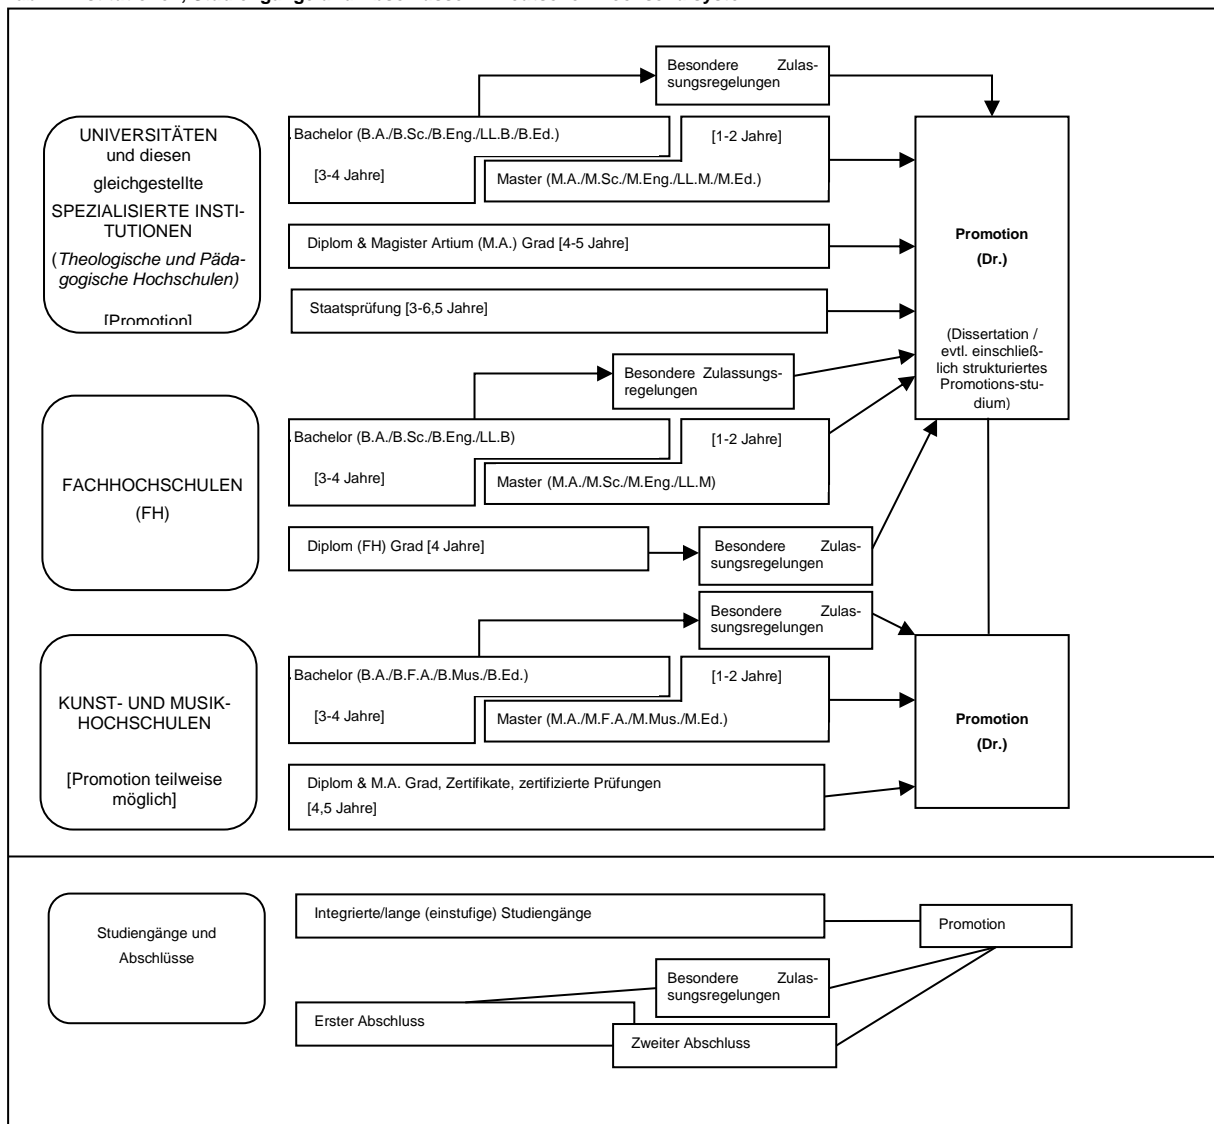 Besondere Zulas-
sungsregelungen
UNIVERSITÄTEN
und diesen
gleichgestellte
SPEZIALISIERTE INSTI-
TUTIONEN
(Theologische und Päda-
gogische Hochschulen)
[Promotion]
Bachelor (B.A./B.Sc./B.Eng./LL.B./B.Ed.)
[3-4 Jahre]
[1-2 Jahre]
Master (M.A./M.Sc./M.Eng./LL.M./M.Ed.)
Diplom & Magister Artium (M.A.) Grad [4-5 Jahre]
Staatsprüfung [3-6,5 Jahre]
Promotion
(Dr.)
(Dissertation /
evtl. einschließ-
lich strukturiertes
Promotions-stu-
dium)
Besondere Zulassungs-
regelungen
FACHHOCHSCHULEN
(FH)
Bachelor (B.A./B.Sc./B.Eng./LL.B)
[3-4 Jahre]
[1-2 Jahre]
Master (M.A./M.Sc./M.Eng./LL.M)
Diplom (FH) Grad [4 Jahre]
Besondere Zulas-
sungsregelungen
Besondere Zulas-
sungsregelungen
KUNST- UND MUSIK-
HOCHSCHULEN
[Promotion teilweise
möglich]
Bachelor (B.A./B.F.A./B.Mus./B.Ed.)
[3-4 Jahre]
[1-2 Jahre]
Master (M.A./M.F.A./M.Mus./M.Ed.)
Diplom & M.A. Grad, Zertifikate, zertifizierte Prüfungen
[4,5 Jahre]
Promotion
(Dr.)
Studiengänge und
Abschlüsse
Integrierte/lange (einstufige) Studiengänge
Promotion
Besondere Zulas-
sungsregelungen
Erster Abschluss
Zweiter Abschluss